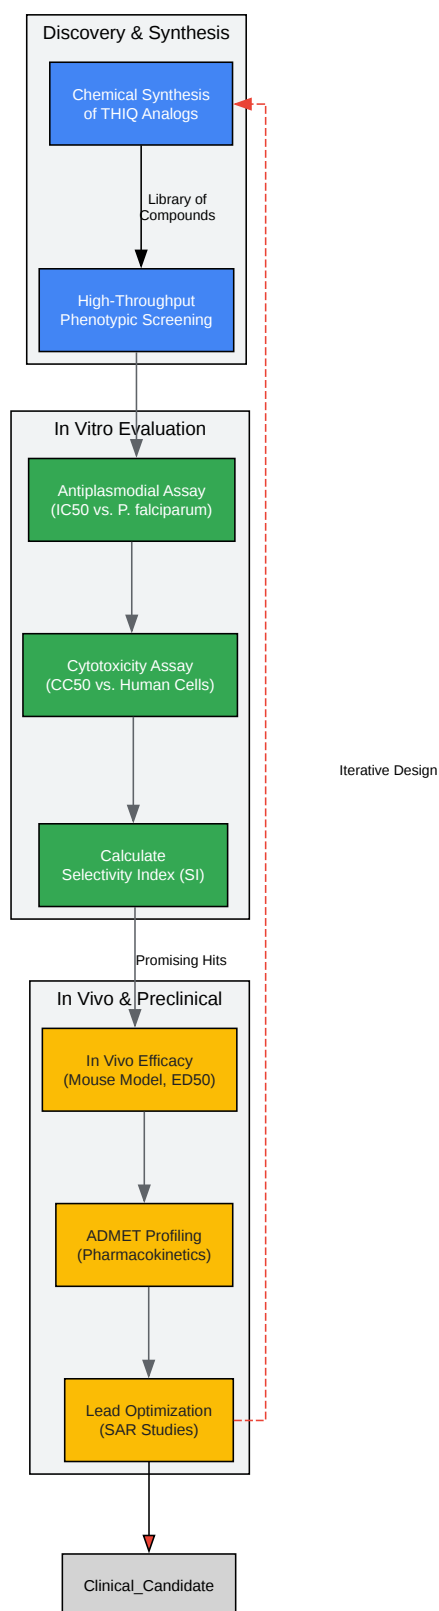 Discovery & Synthesis
Chemical Synthesis
of THIQ Analogs
Library of
Compounds
High-Throughput
Phenotypic Screening
In Vitro Evaluation
Antiplasmodial Assay
(IC50 vs. P. falciparum)
Cytotoxicity Assay
(CC50 vs. Human Cells)
Iterative Design
Calculate
Selectivity Index (SI)
Promising Hits
In Vivo & Preclinical
In Vivo Efficacy
(Mouse Model, ED50)
ADMET Profiling
(Pharmacokinetics)
Lead Optimization
(SAR Studies)
Clinical_Candidate